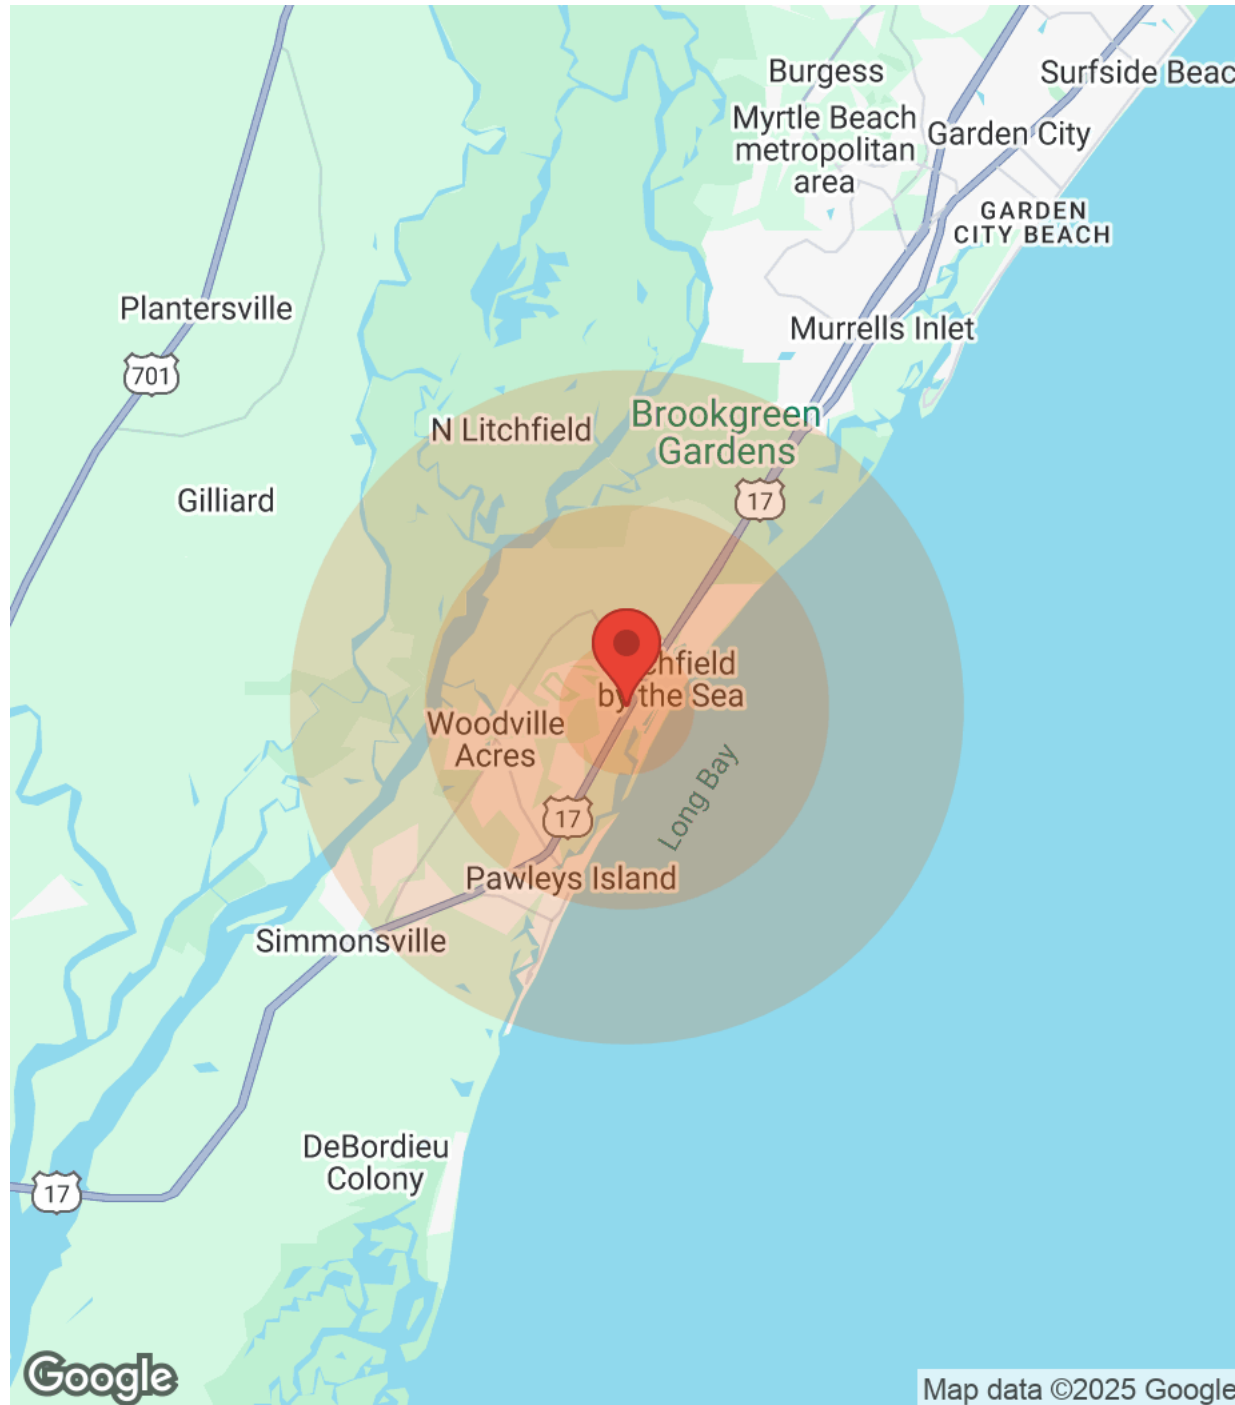 Burgess
Surfside Beac
Myrtle Beach
metropolitan
area
Garden City
GARDEN
CITY BEACH
Plantersville
Murrells Inlet
701
N Litchfield
Brookgreen
Gardens
Gilliard
17
chfield
by the Sea
Woodville
Acres
Long Bay
17
Pawleys Island
Simmonsville
DeBordieu
Colony
17
Google
Map data ©2025 Google